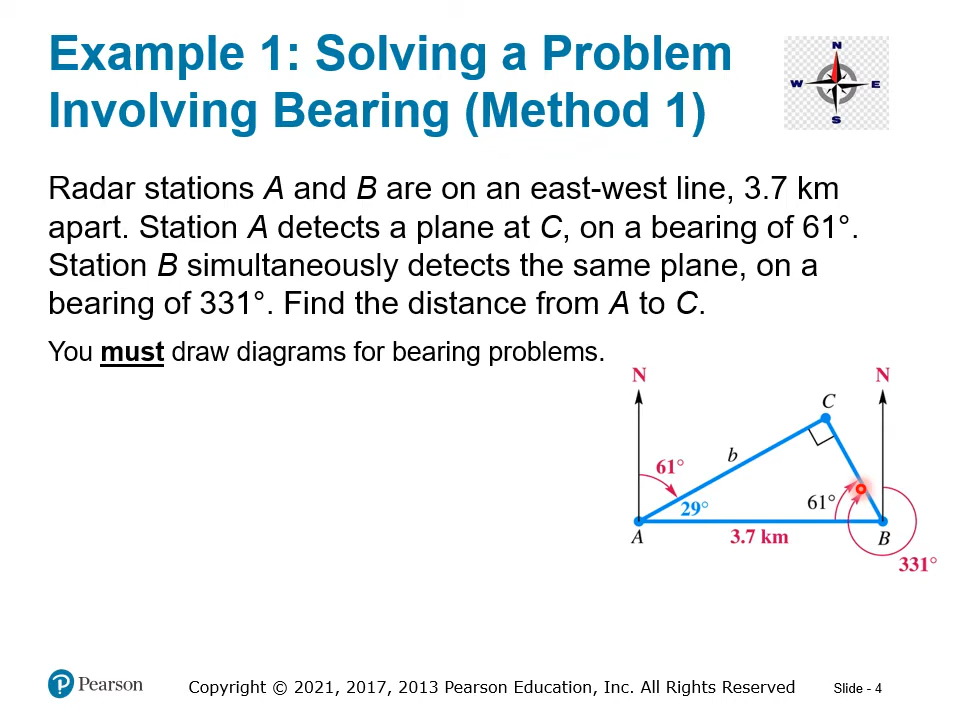 Example 1: Solving a Problem
Involving Bearing (Method 1)
N
W E
S
Radar stations A and B are on an east-west line, 3.7 km
apart. Station A detects a plane at C, on a bearing of 61°.
Station B simultaneously detects the same plane, on a
bearing of 331°. Find the distance from A to C.
You must draw diagrams for bearing problems.
N N
C
b
61°
29° 61°
A 3.7 km B
331°
Pearson
Copyright © 2021, 2017, 2013 Pearson Education, Inc. All Rights Reserved
Slide - 4